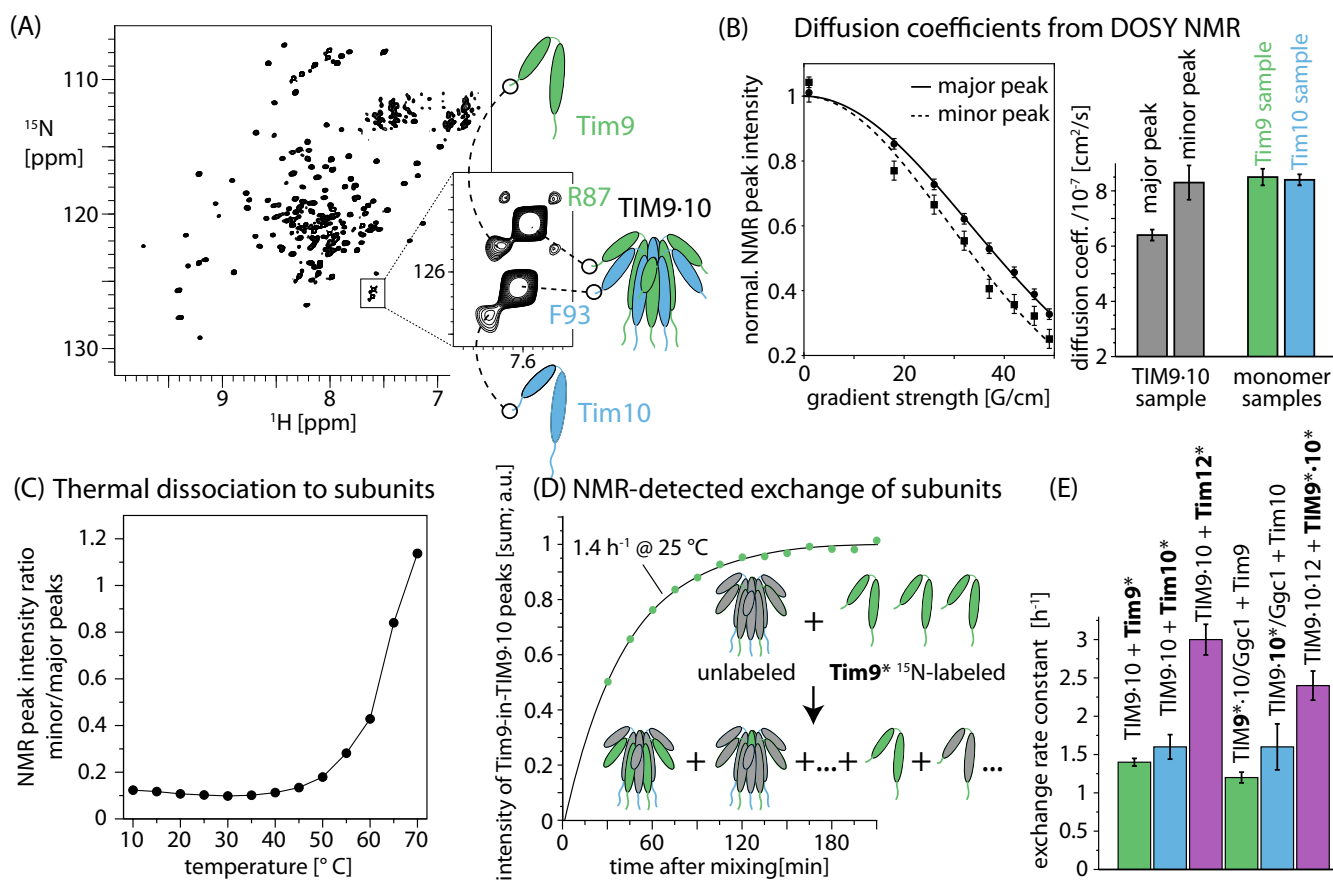 (A)
110
15N
[ppm]
120
130
9
8
7
1H [ppm]
Tim9
R87
TIM9·10
126
F93
7.6
Tim10
(B) Diffusion coefficients from DOSY NMR
normal. NMR peak intensity
1
0.8
0.6
0.4
0.2
major peak
minor peak
0
20
40
60
gradient strength [G/cm]
diffusion coeff. /10-7 [cm2/s]
8
6
4
2
major peak
minor peak
Tim9 sample
Tim10 sample
TIM9·10
sample
monomer
samples
(C) Thermal dissociation to subunits
NMR peak intensity ratio
minor/major peaks
1.2
1
0.8
0.6
0.4
0.2
0
10
20
30
40
50
60
70
temperature [° C]
(D) NMR-detected exchange of subunits
intensity of Tim9-in-TIM9·10 peaks [sum; a.u.]
1
0.8
0.6
0.4
0.2
0
1.4 h-1 @ 25 °C
+
unlabeled
Tim9* 15N-labeled
+
+...+
+
...
0
60
120
180
time after mixing[min]
(E)
exchange rate constant [h-1]
3
2.5
2
1.5
1
0.5
0
TIM9·10 + Tim9*
TIM9·10 + Tim10*
TIM9·10 + Tim12*
TIM9*·10/Ggc1 + Tim9
TIM9·10*/Ggc1 + Tim10
TIM9·10·12 + TIM9*·10*